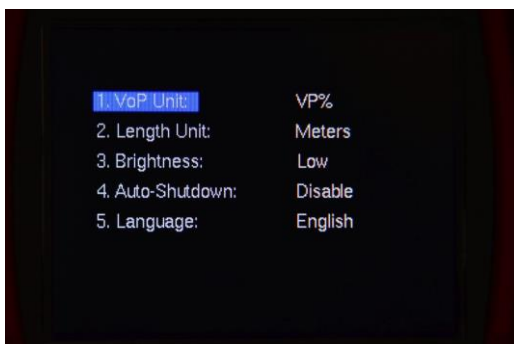 1. VoP Unit: VP%
2. Length Unit: Meters
3. Brightness: Low
4. Auto-Shutdown: Disable
5. Language: English